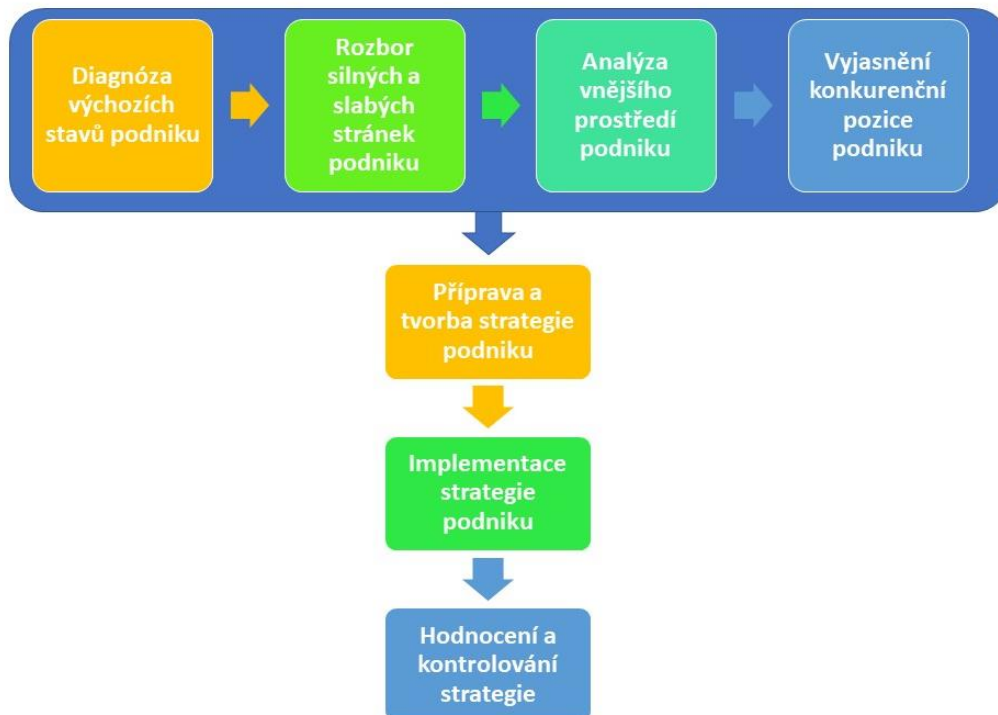 Diagnóza
výchozích
stavů podniku
Rozbor
silných a
slabých
stránek
podniku
Analýza
vnějšího
prostředí
podniku
Vyjasnění
konkurenční
pozice
podniku
Příprava a
tvorba strategie
podniku
Implementace
strategie
podniku
Hodnocení a
kontrolování
strategie